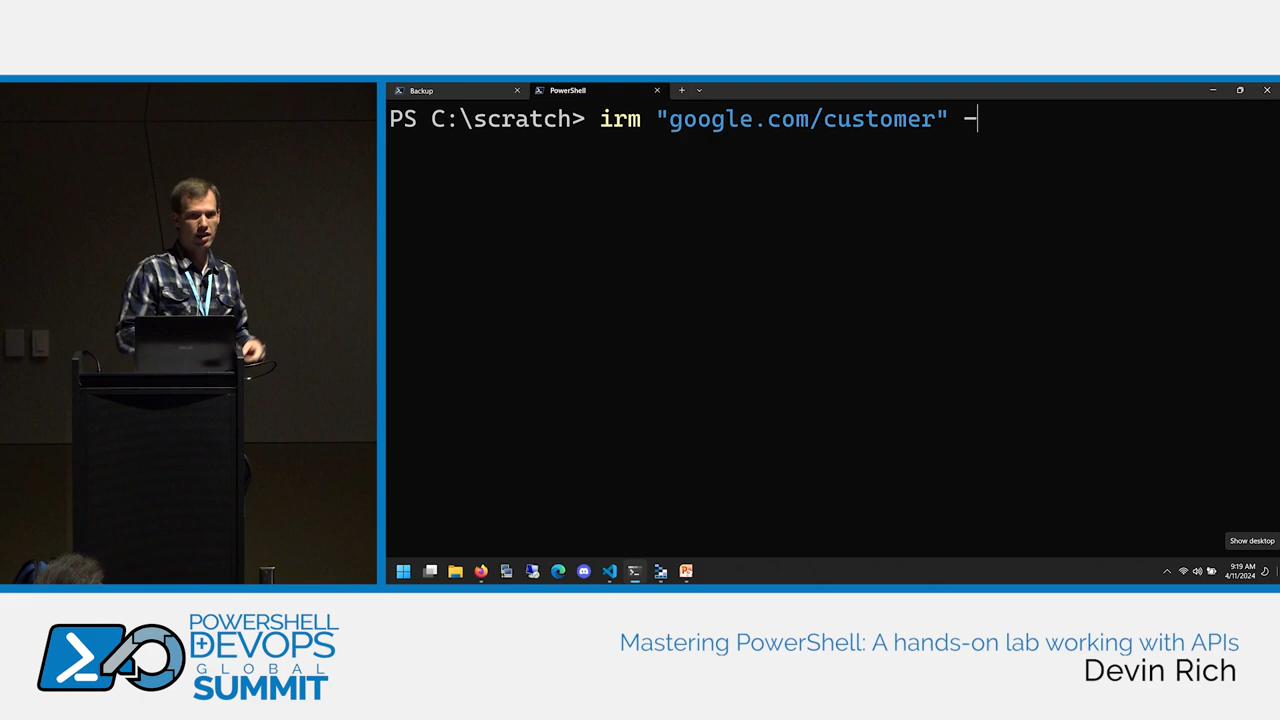 Backup
PowerShell
PS C:\scratch> irm "google.com/customer" -
Show desktop
9:19 AM
4/11/2024
POWERSHELL
+DEVOPS
GLOBAL
SUMMIT
Mastering PowerShell: A hands-on lab working with APIs
Devin Rich